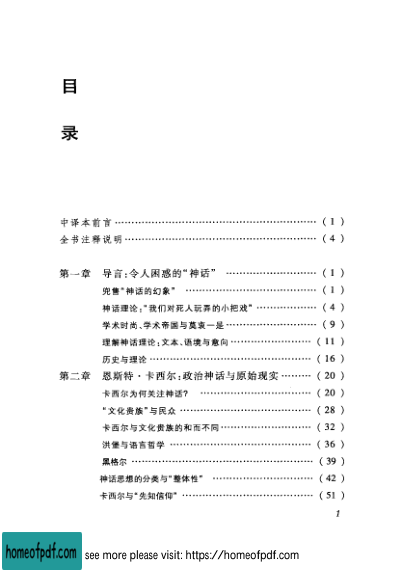 目
录
中译本前言 ……………………………………………… ( 1 )
全书注释说明 …………………………………………… ( 4 )
第一章 导言:令人困惑的“神话” ………………… ( 1 )
兜售“神话的幻象” …………………………… ( 1 )
神话理论:“我们对死人玩弄的小把戏” ………… ( 4 )
学术时尚、学术帝国与莫衷一是 ………………… ( 9 )
理解神话理论:文本、语境与意向 ……………… ( 11 )
历史与理论 ……………………………………… ( 16 )
第二章 恩斯特·卡西尔:政治神话与原始现实 ……… ( 20 )
卡西尔为何关注神话? ………………………… ( 20 )
“文化贵族”与民众 …………………………… ( 28 )
卡西尔与文化贵族的和而不同 …………………… ( 32 )
洪堡与语言哲学 ………………………………… ( 36 )
黑格尔 …………………………………………… ( 39 )
神话思想的分类与“整体性” …………………… ( 42 )
卡西尔与“先知信仰” …………………………… ( 51 )
1
homeofpdf.com see more please visit: https://homeofpdf.com